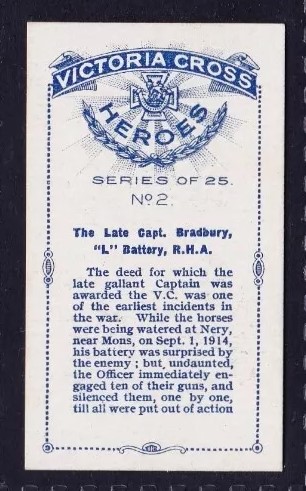 VICTORIA CROSS
HEROES
SERIES OF 25.
No 2.
The Late Capt. Bradbury,
"L" Battery, R.H.A.
The deed for which the
late gallant Captain was
awarded the V.C. was one
of the earliest incidents in
the war. While the horses
were being watered at Nery,
near Mons, on Sept. 1, 1914,
his battery was surprised by
the enemy; but, undaunted,
the Officer immediately en-
gaged ten of their guns, and
silenced them, one by one,
till all were put out of action